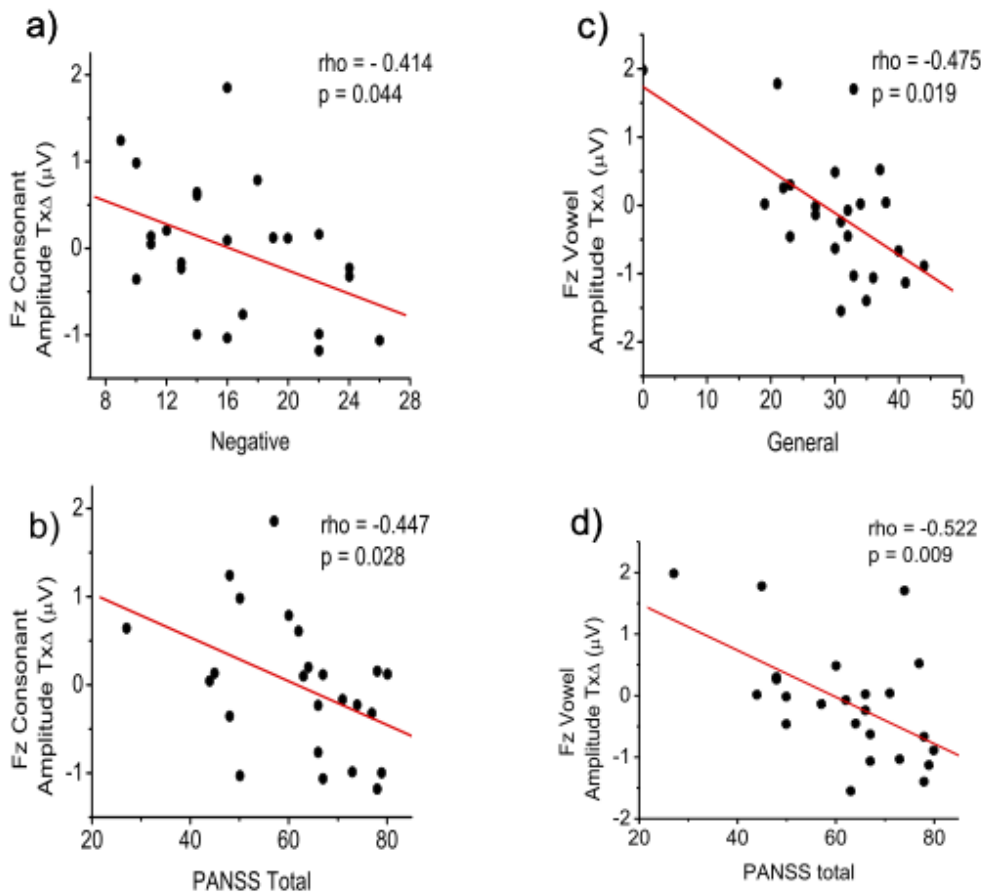 a)
rho = - 0.414
p = 0.044
Fz Consonant
Amplitude TxΔ (μV)
2
1
0
-1
8 12 16 20 24 28
Negative
c)
rho = -0.475
p = 0.019
Fz Vowel
Amplitude TxΔ (μV)
2
1
0
-1
-2
0 10 20 30 40 50
General
b)
rho = -0.447
p = 0.028
Fz Consonant
Amplitude TxΔ (μV)
2
1
0
-1
20 40 60 80
PANSS Total
d)
rho = -0.522
p = 0.009
Fz Vowel
Amplitude TxΔ (μV)
2
1
0
-1
-2
20 40 60 80
PANSS total